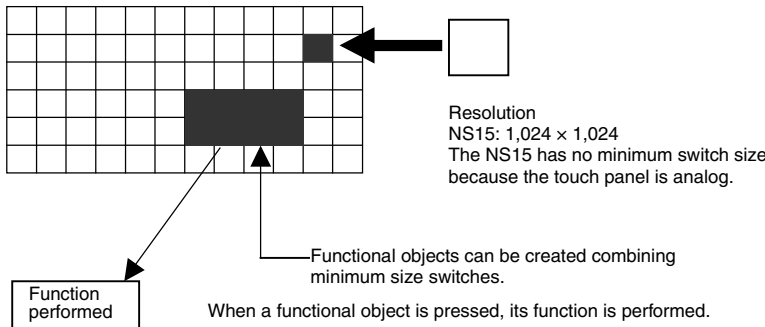 Resolution
NS15: 1,024 × 1,024
The NS15 has no minimum switch size
because the touch panel is analog.
Functional objects can be created combining
minimum size switches.
Function
performed
When a functional object is pressed, its function is performed.